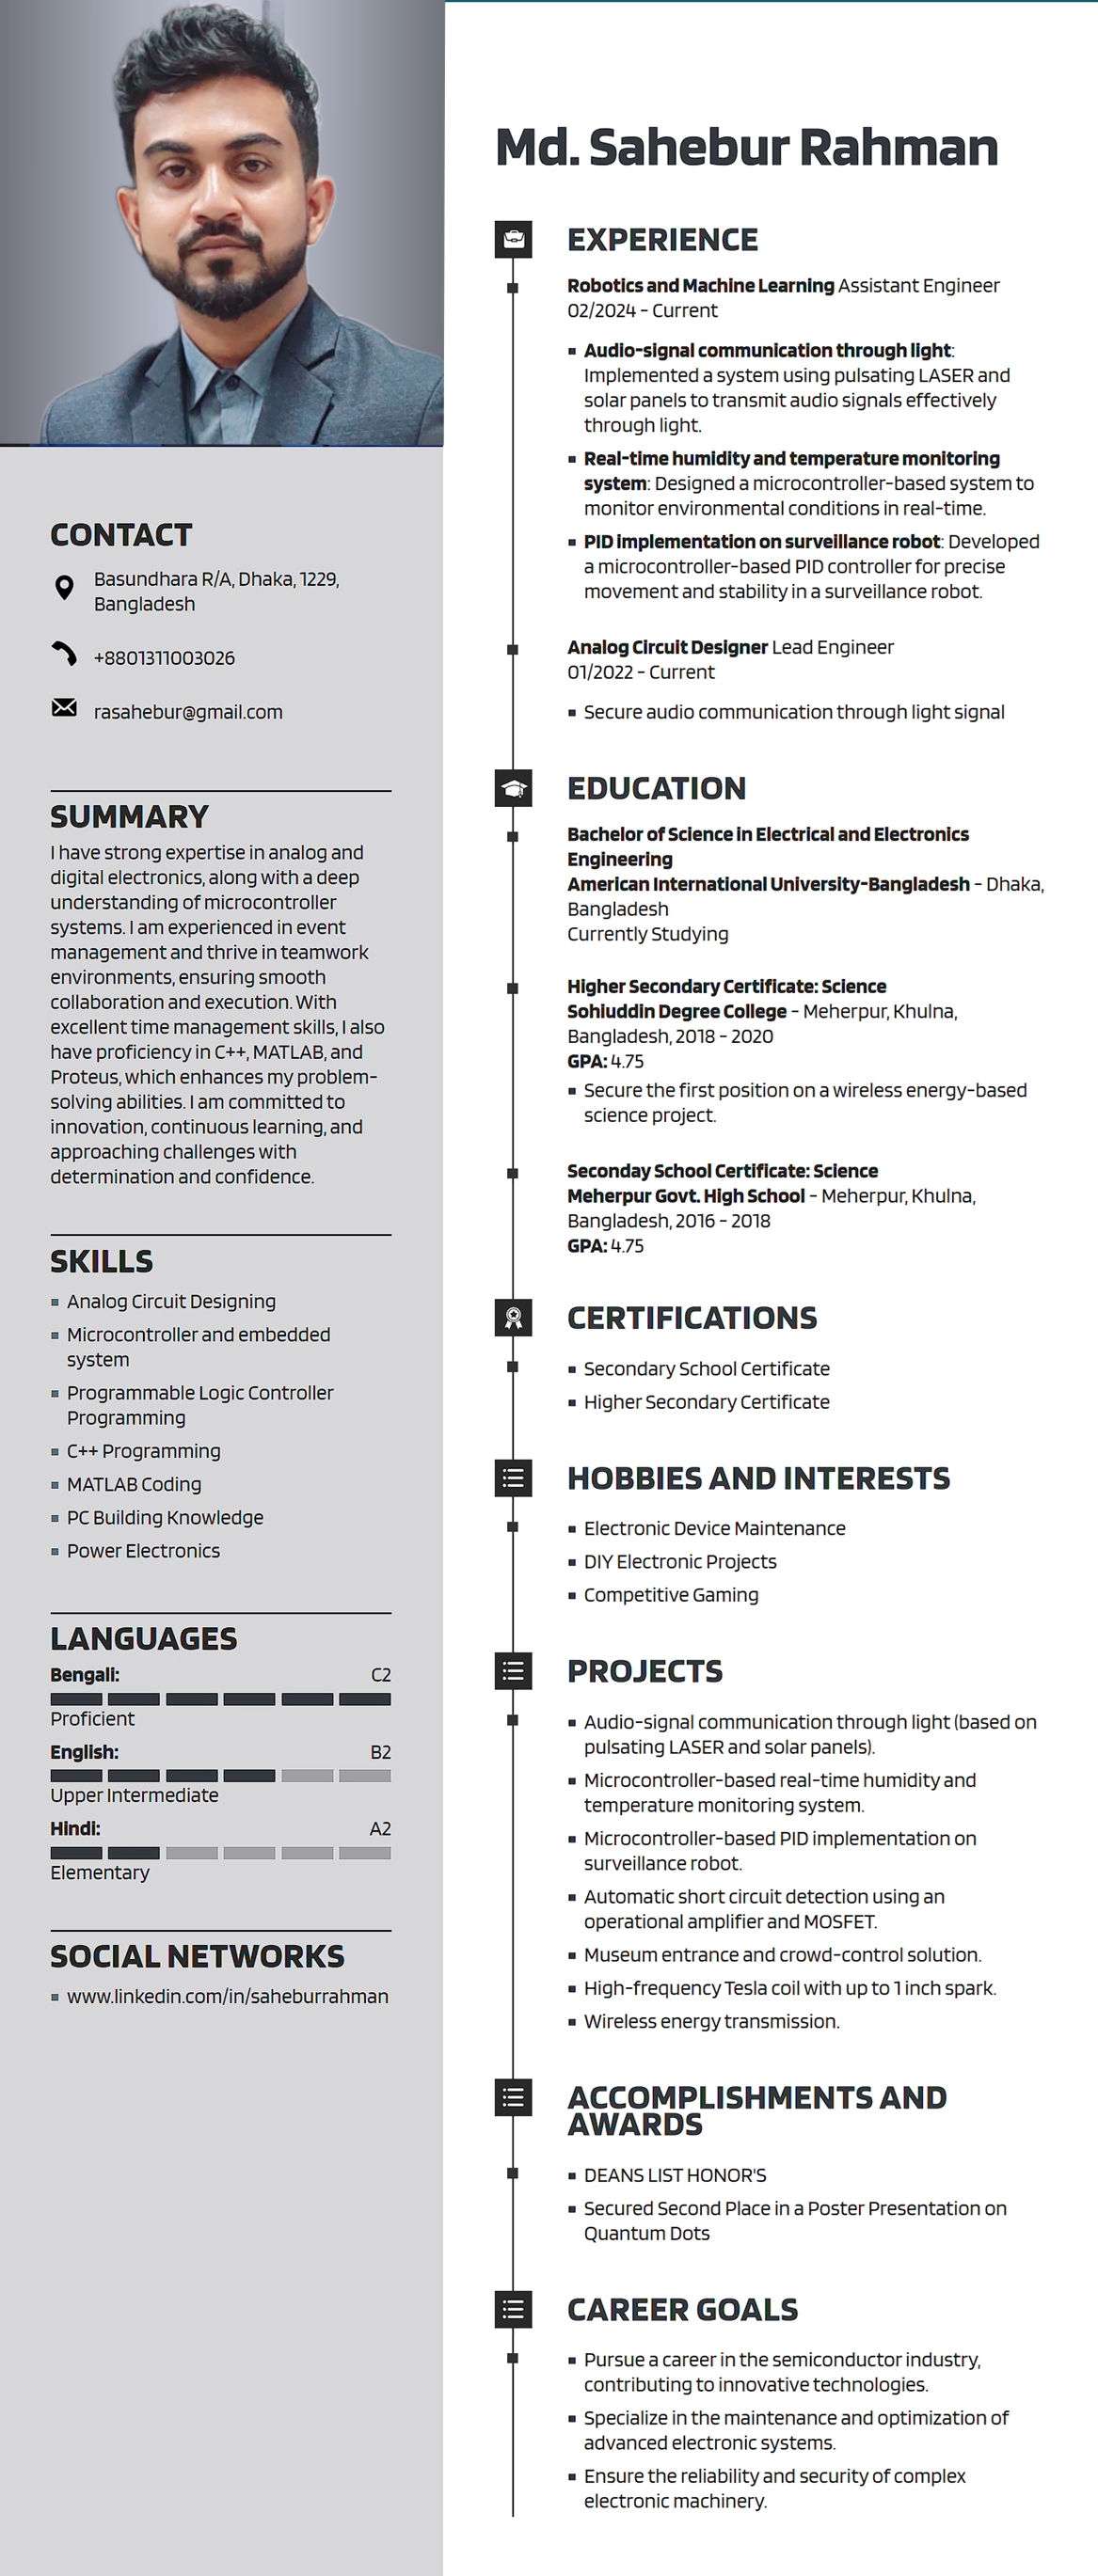 Md. Sahebur Rahman
CONTACT
Basundhara R/A, Dhaka, 1229,
Bangladesh
+8801311003026
rasahebur@gmail.com
SUMMARY
I have strong expertise in analog and
digital electronics, along with a deep
understanding of microcontroller
systems. I am experienced in event
management and thrive in teamwork
environments, ensuring smooth
collaboration and execution. With
excellent time management skills, I also
have proficiency in C++, MATLAB, and
Proteus, which enhances my problem-
solving abilities. I am committed to
innovation, continuous learning, and
approaching challenges with
determination and confidence.
SKILLS
Analog Circuit Designing
Microcontroller and embedded
system
Programmable Logic Controller
Programming
C++ Programming
MATLAB Coding
PC Building Knowledge
Power Electronics
LANGUAGES
Bengali: C2
Proficient
English: B2
Upper Intermediate
Hindi: A2
Elementary
SOCIAL NETWORKS
www.linkedin.com/in/saheburrahman
EXPERIENCE
Robotics and Machine Learning Assistant Engineer
02/2024 - Current
Audio-signal communication through light:
Implemented a system using pulsating LASER and
solar panels to transmit audio signals effectively
through light.
Real-time humidity and temperature monitoring
system: Designed a microcontroller-based system to
monitor environmental conditions in real-time.
PID implementation on surveillance robot: Developed
a microcontroller-based PID controller for precise
movement and stability in a surveillance robot.
Analog Circuit Designer Lead Engineer
01/2022 - Current
Secure audio communication through light signal
EDUCATION
Bachelor of Science in Electrical and Electronics
Engineering
American International University-Bangladesh - Dhaka,
Bangladesh
Currently Studying
Higher Secondary Certificate: Science
Sohiuddin Degree College - Meherpur, Khulna,
Bangladesh, 2018 - 2020
GPA: 4.75
Secure the first position on a wireless energy-based
science project.
Seconday School Certificate: Science
Meherpur Govt. High School - Meherpur, Khulna,
Bangladesh, 2016 - 2018
GPA: 4.75
CERTIFICATIONS
Secondary School Certificate
Higher Secondary Certificate
HOBBIES AND INTERESTS
Electronic Device Maintenance
DIY Electronic Projects
Competitive Gaming
PROJECTS
Audio-signal communication through light (based on
pulsating LASER and solar panels).
Microcontroller-based real-time humidity and
temperature monitoring system.
Microcontroller-based PID implementation on
surveillance robot.
Automatic short circuit detection using an
operational amplifier and MOSFET.
Museum entrance and crowd-control solution.
High-frequency Tesla coil with up to 1 inch spark.
Wireless energy transmission.
ACCOMPLISHMENTS AND
AWARDS
DEANS LIST HONOR'S
Secured Second Place in a Poster Presentation on
Quantum Dots
CAREER GOALS
Pursue a career in the semiconductor industry,
contributing to innovative technologies.
Specialize in the maintenance and optimization of
advanced electronic systems.
Ensure the reliability and security of complex
electronic machinery.